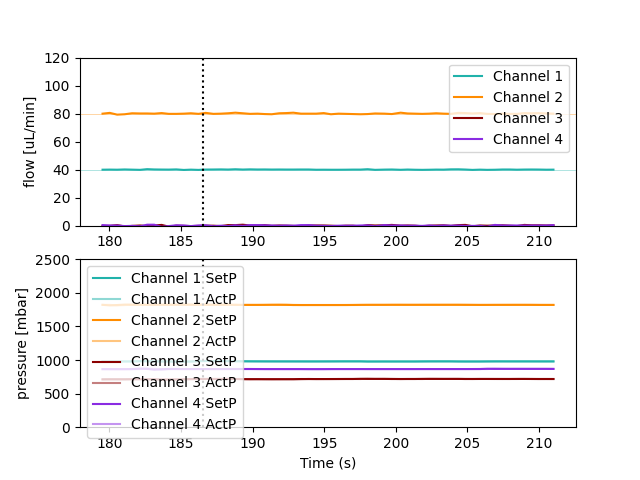 120
100
80
60
40
20
0
flow [uL/min]
Channel 1
Channel 2
Channel 3
Channel 4
180 185 190 195 200 205 210
2500
2000
1500
1000
500
0
pressure [mbar]
Channel 1 SetP
Channel 1 ActP
Channel 2 SetP
Channel 2 ActP
Channel 3 SetP
Channel 3 ActP
Channel 4 SetP
Channel 4 ActP
180 185 190 195 200 205 210
Time (s)